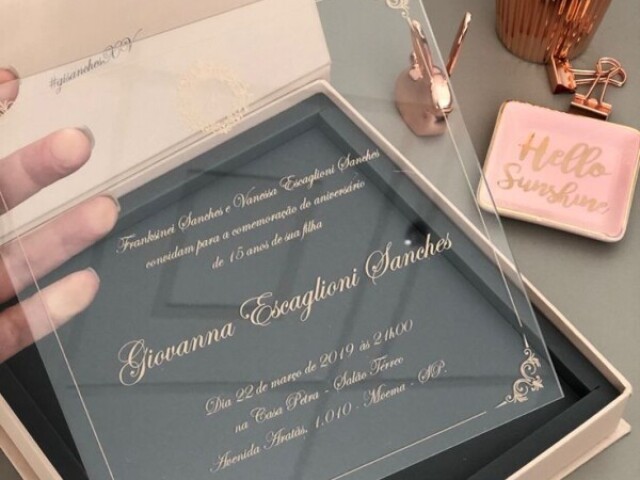 #gisanchesXV
Franksinei Sanches e Vanessa Escaglioni Sanches
convidam para a comemoração do aniversário
de 15 anos de sua filha
Giovanna Escaglioni Sanches
Dia 22 de março de 2019 às 21h00
na Casa Petra - Salão Térreo
Avenida Aratãs, 1.010 - Moema - SP.
Hello
Sunshine